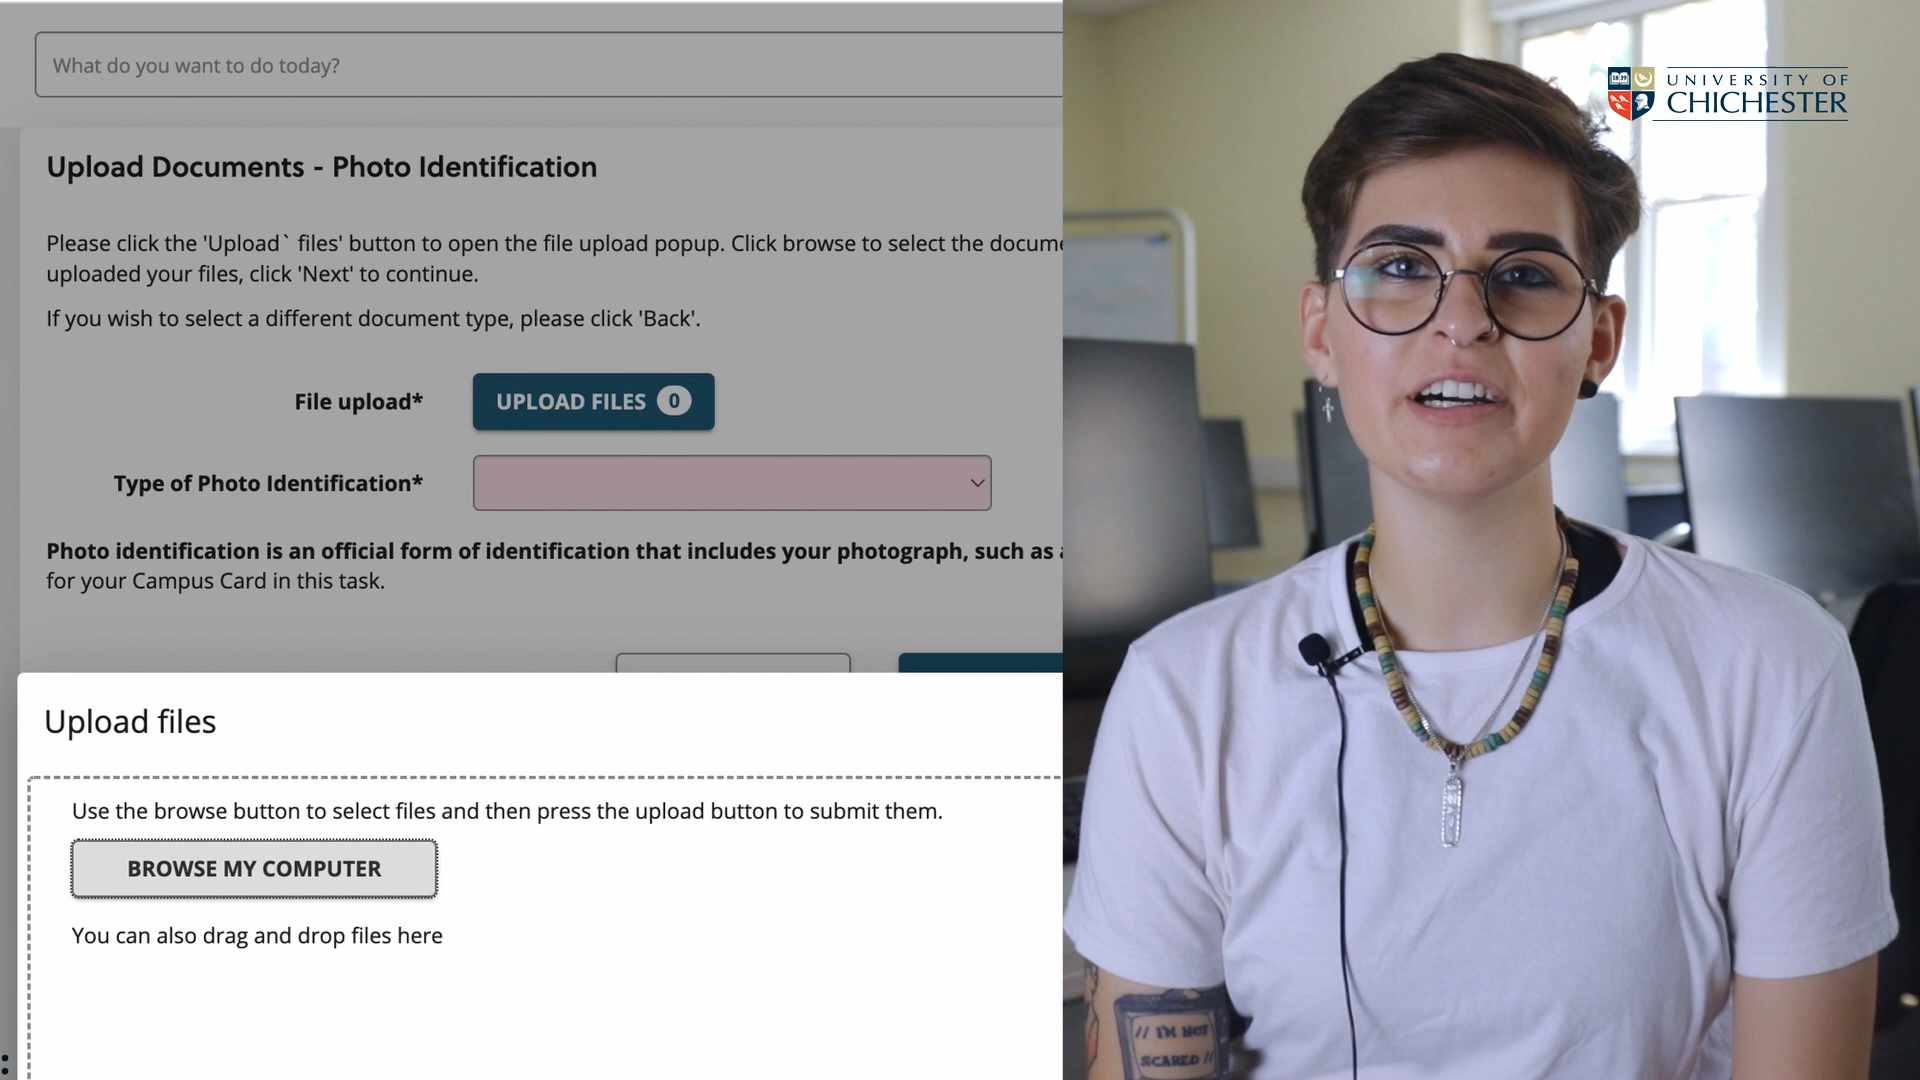 What do you want to do today?
Upload Documents - Photo Identification
Please click the 'Upload` files' button to open the file upload popup. Click browse to select the docume
uploaded your files, click 'Next' to continue.
If you wish to select a different document type, please click 'Back'.
File upload*
UPLOAD FILES 0
Type of Photo Identification*
Photo identification is an official form of identification that includes your photograph, such as a
for your Campus Card in this task.
Upload files
Use the browse button to select files and then press the upload button to submit them.
BROWSE MY COMPUTER
You can also drag and drop files here
UNIVERSITY OF
CHICHESTER
// I'M NOT
SCARED //